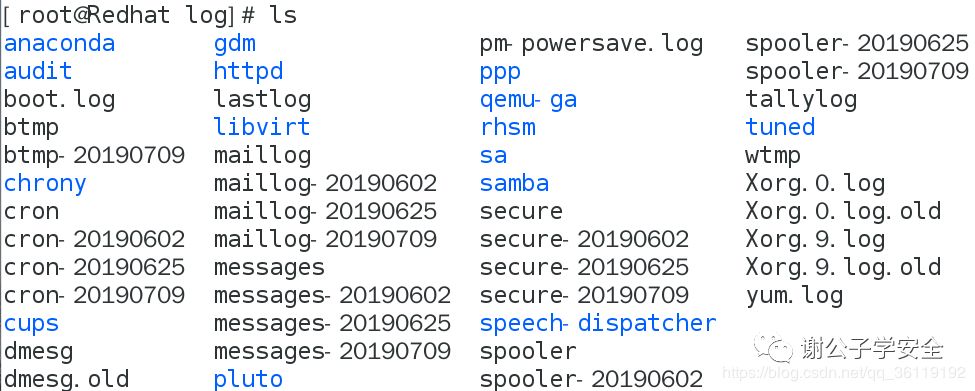 [root@Redhat log]# ls
anaconda gdm pm-powersave.log spooler-20190625
audit httpd ppp spooler-20190709
boot.log lastlog qemu-ga tallylog
btmp libvirt rhsm tuned
btmp-20190709 maillog sa wtmp
chrony maillog-20190602 samba Xorg.0.log
cron maillog-20190625 secure Xorg.0.log.old
cron-20190602 maillog-20190709 secure-20190602 Xorg.9.log
cron-20190625 messages secure-20190625 Xorg.9.log.old
cron-20190709 messages-20190602 secure-20190709 yum.log
cups messages-20190625 speech-dispatcher
dmesg messages-20190709 spooler
dmesg.old pluto spooler-20190602
谢公子学安全
https://blog.csdn.net/qq_36119192